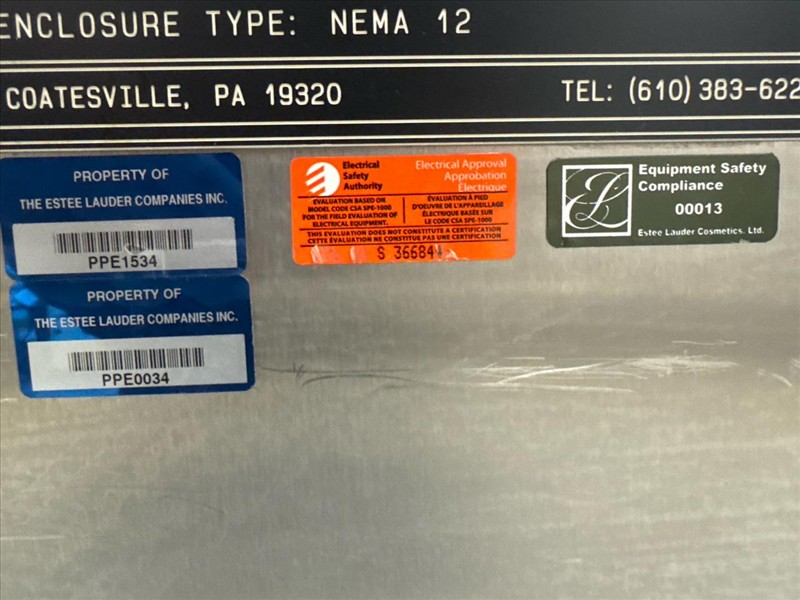 ENCLOSURE TYPE: NEMA 12
COATESVILLE, PA 19320
TEL: (610) 383-622
PROPERTY OF
THE ESTEE LAUDER COMPANIES INC.
PPE1534
PROPERTY OF
THE ESTEE LAUDER COMPANIES INC.
PPE0034
Electrical
Safety
Authority
Electrical Approval
Approbation
Électrique
EVALUATION BASED ON
MODEL CODE CSA SPE-1000
FOR THE FIELD EVALUATION OF
ELECTRICAL EQUIPMENT.
ÉVALUATION À PIED
D'OEUVRE DE L'APPAREILLAGE
ÉLECTRIQUE BASÉE SUR
LE CODE CSA SPE-1000
THIS EVALUATION DOES NOT CONSTITUTE A CERTIFICATION
CETTE ÉVALUATION NE CONSTITUE PAS UNE CERTIFICATION
S 36684
EL
Equipment Safety
Compliance
00013
Estee Lauder Cosmetics, Ltd.